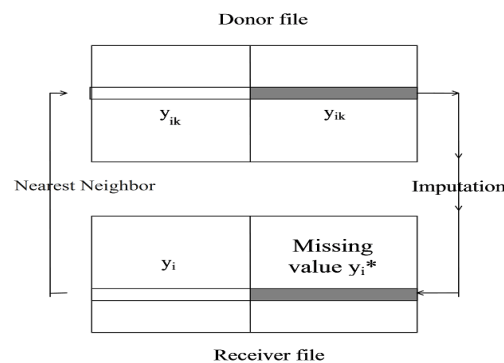 Donor file
y_ik y_ik
Nearest Neighbor
Imputation
y_i
Missing
value y_i*
Receiver file